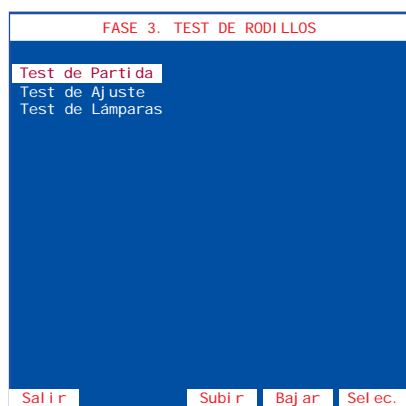 FASE 3. TEST DE RODILLOS
Test de Partida
Test de Ajuste
Test de Lámparas
Salir Subir Bajar Selec.